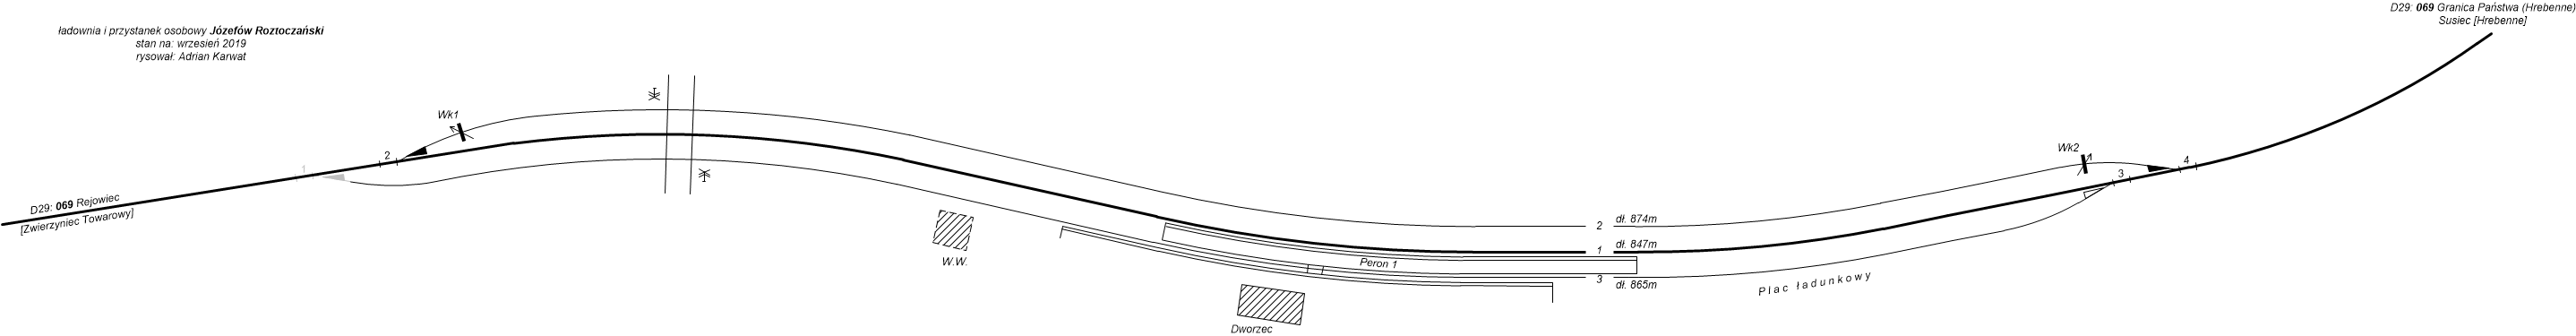 ładownia i przystanek osobowy Józefów Roztoczański
stan na: wrzesień 2019
rysował: Adrian Karwat
D29: 069 Granica Państwa (Hrebenne)
Susiec [Hrebenne]
Wk1
2
1
D29: 069 Rejowiec
[Zwierzyniec Towarowy]
W.W.
Dworzec
Peron 1
2 dł. 874m
1 dł. 847m
3 dł. 865m
Plac ładunkowy
Wk2
3
4